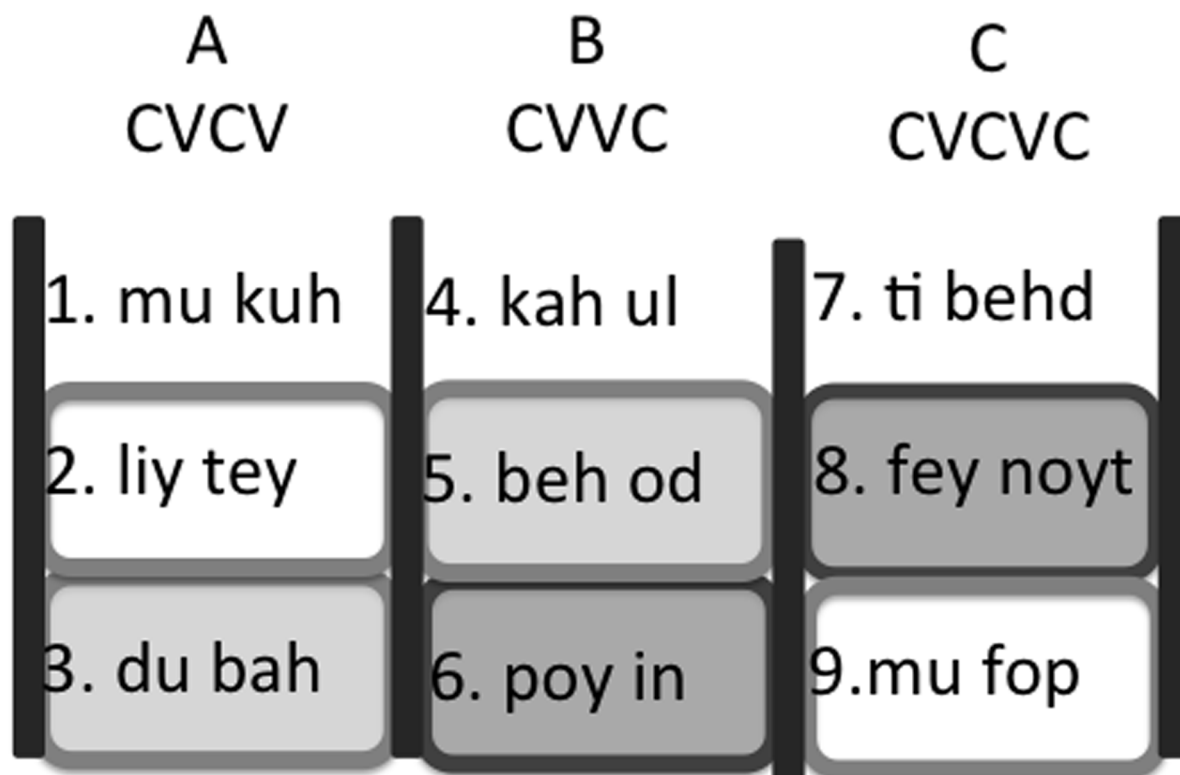 A
CVCV
1. mu kuh
2. liy tey
3. du bah
B
CVVC
4. kah ul
5. beh od
6. poy in
C
CVCVC
7. ti behd
8. fey noyt
9.mu fop